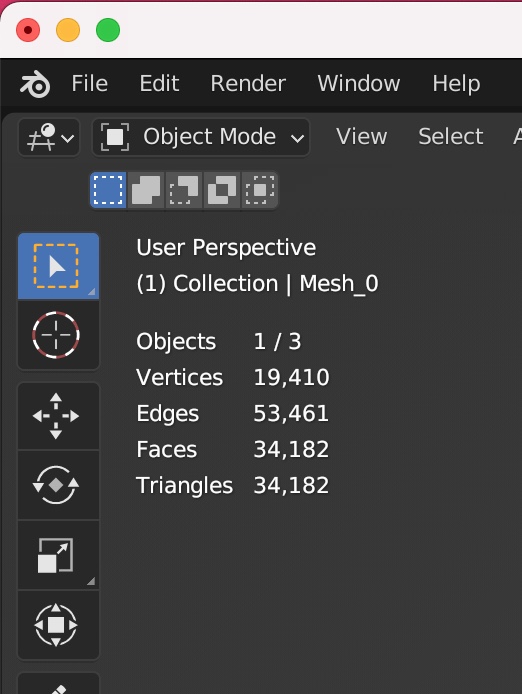 File Edit Render Window Help
Object Mode View Select
User Perspective
(1) Collection | Mesh_0
Objects 1 / 3
Vertices 19,410
Edges 53,461
Faces 34,182
Triangles 34,182